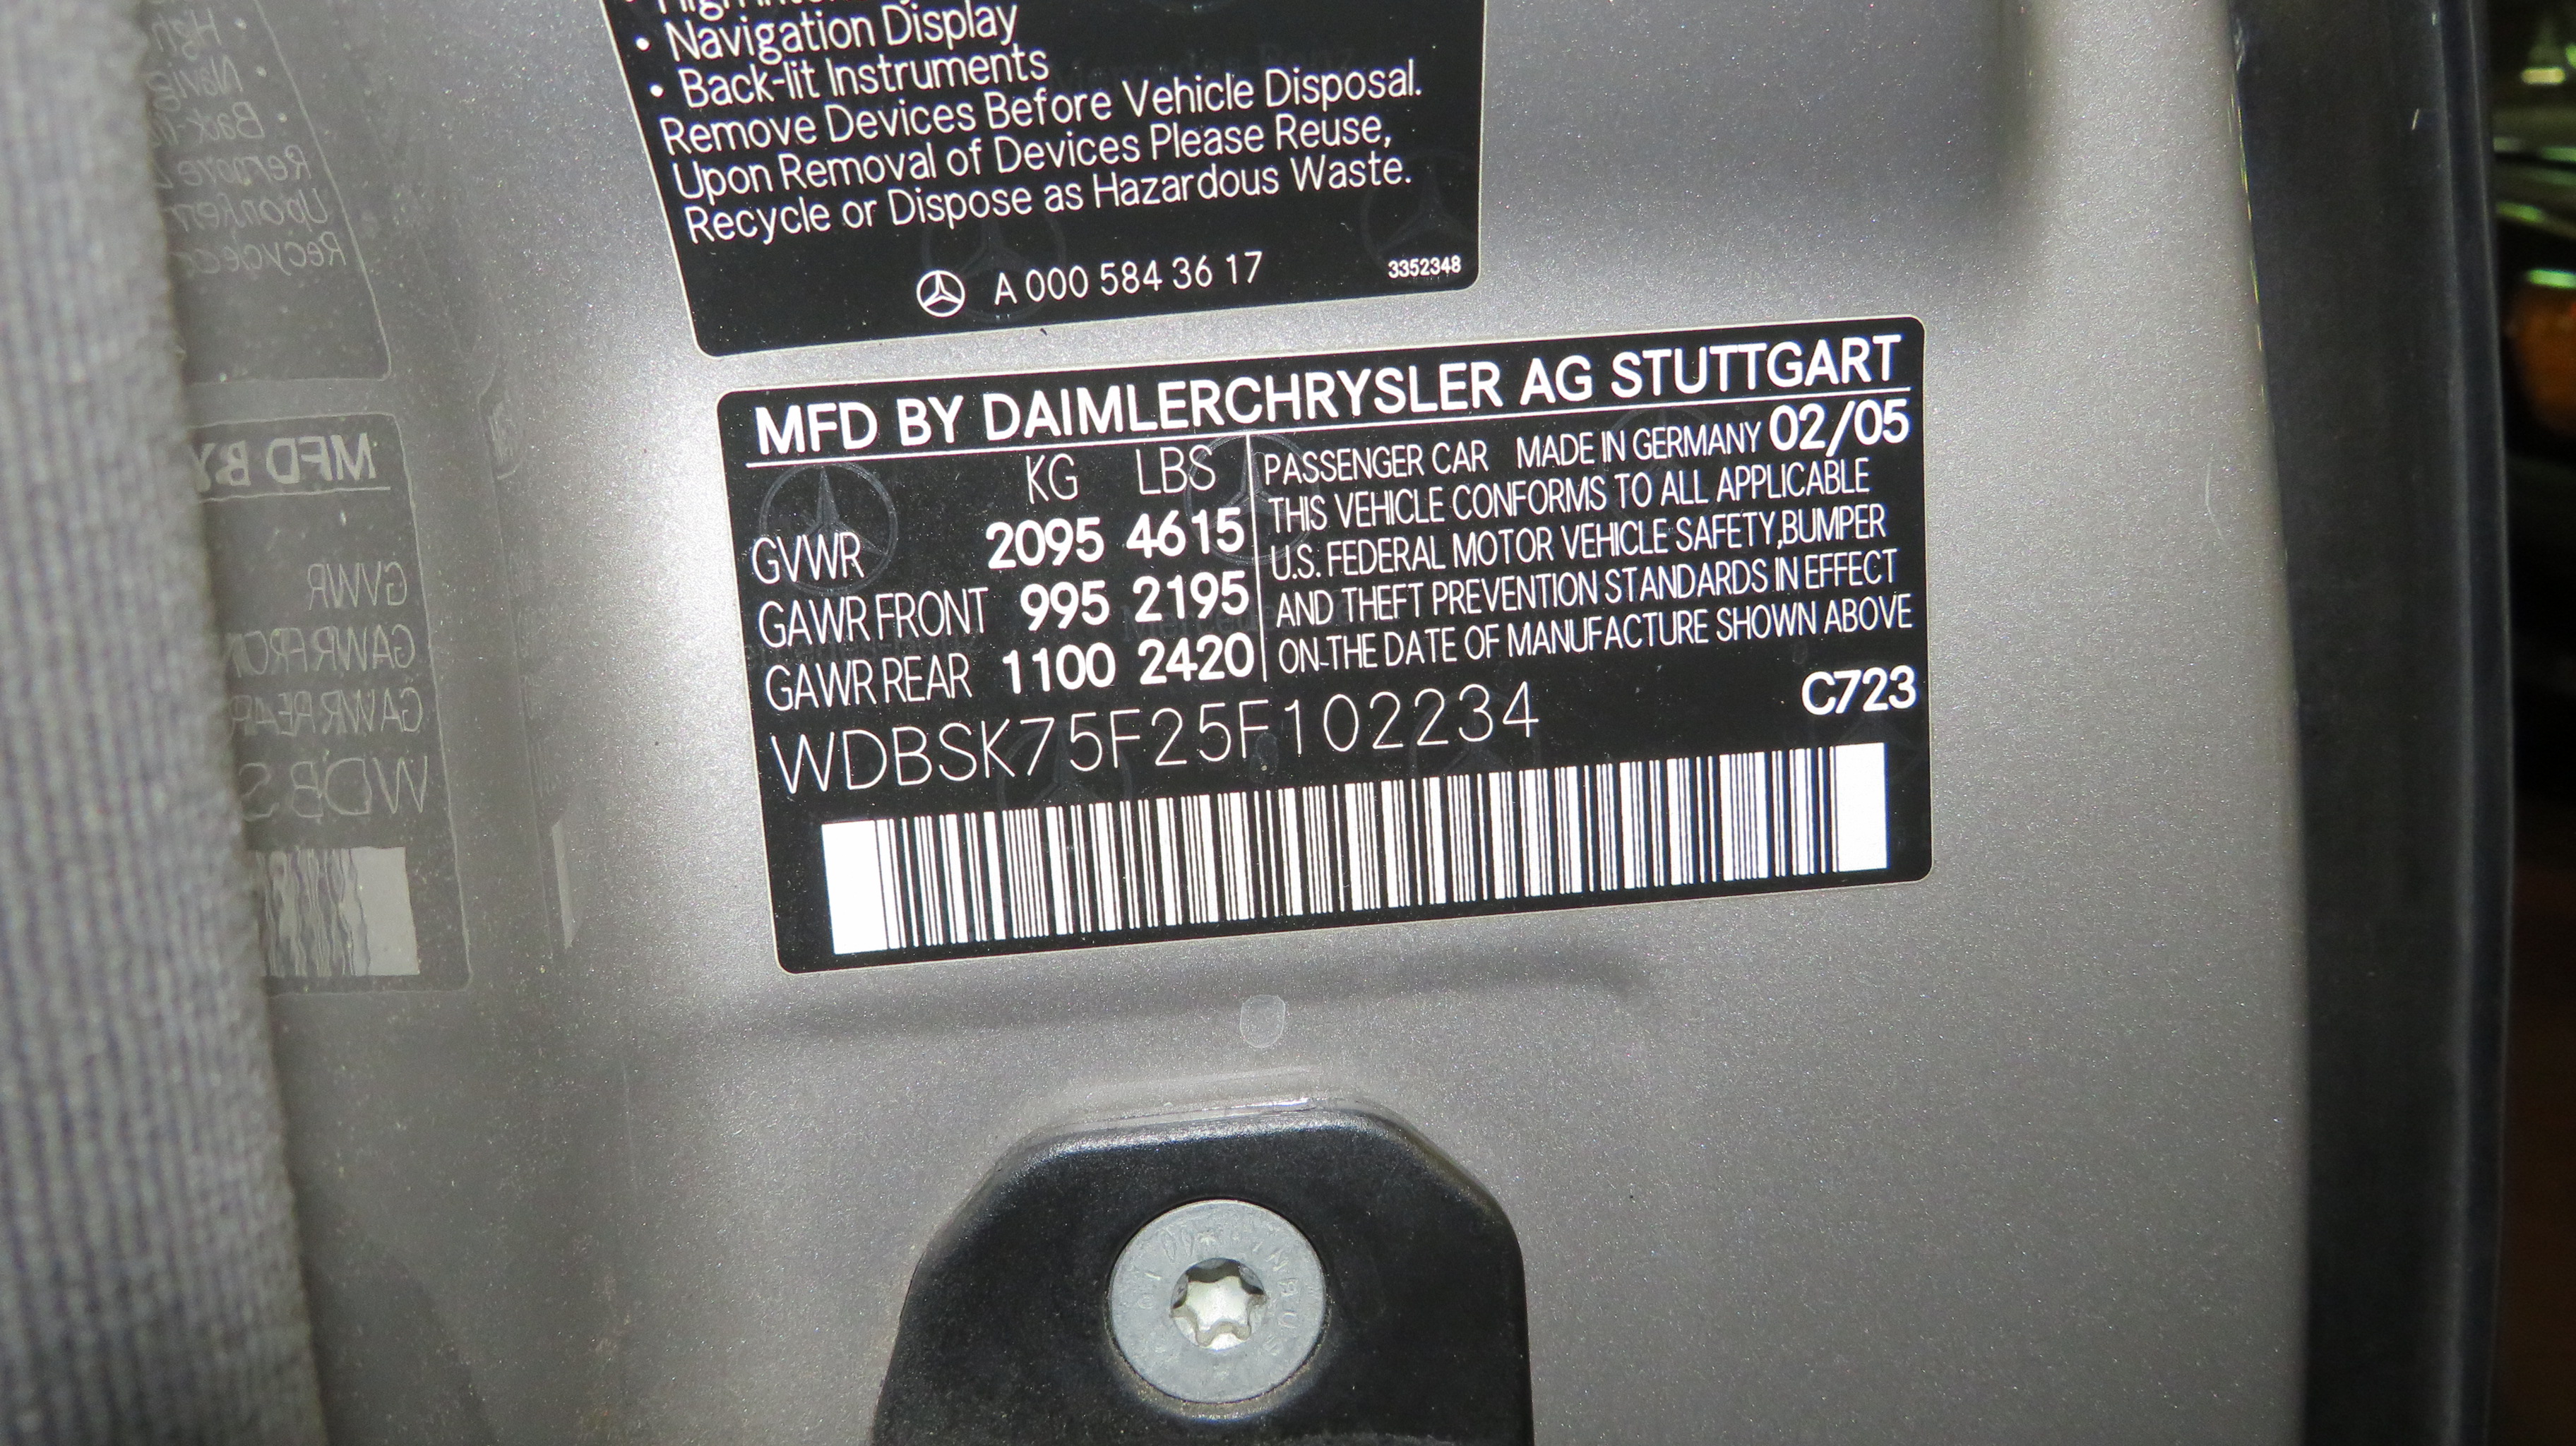 • Navigation Display
• Back-lit Instruments
Remove Devices Before Vehicle Disposal.
Upon Removal of Devices Please Reuse,
Recycle or Dispose as Hazardous Waste.
A 000 584 36 17 3352348
MFD BY DAIMLERCHRYSLER AG STUTTGART
KG LBS
GVWR 2095 4615
GAWR FRONT 995 2195
GAWR REAR 1100 2420
PASSENGER CAR MADE IN GERMANY 02/05
THIS VEHICLE CONFORMS TO ALL APPLICABLE
U.S. FEDERAL MOTOR VEHICLE SAFETY,BUMPER
AND THEFT PREVENTION STANDARDS IN EFFECT
ON-THE DATE OF MANUFACTURE SHOWN ABOVE
WDBSK75F25F102234
C723